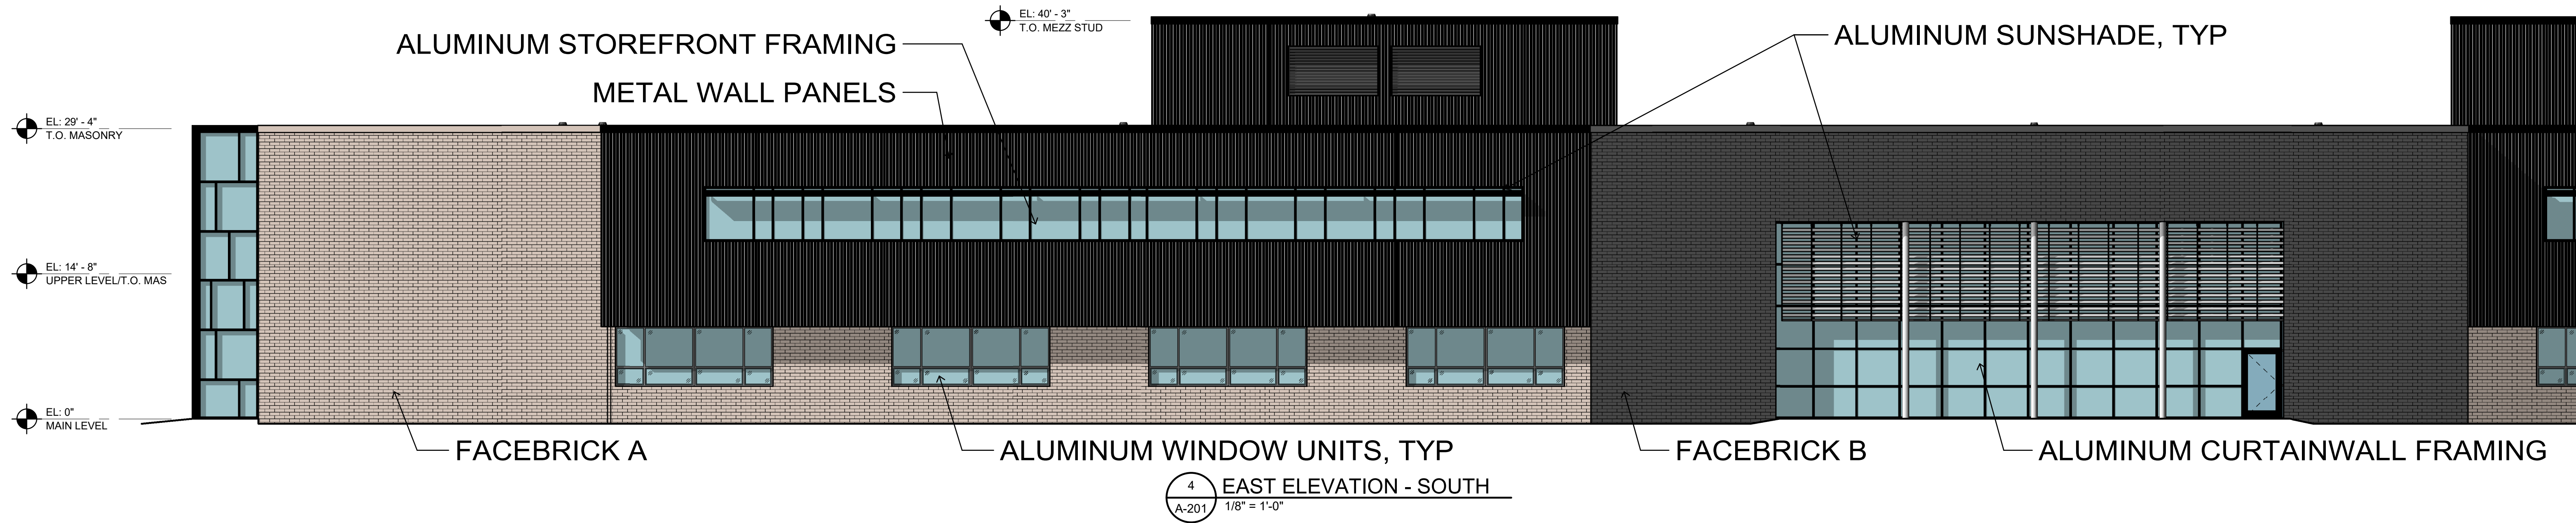 EL: 40' - 3"
T.O. MEZZ STUD
ALUMINUM STOREFRONT FRAMING
ALUMINUM SUNSHADE, TYP
METAL WALL PANELS
EL: 29' - 4"
T.O. MASONRY
EL: 14' - 8"
UPPER LEVEL/T.O. MAS
EL: 0"
MAIN LEVEL
FACEBRICK A
ALUMINUM WINDOW UNITS, TYP
FACEBRICK B
ALUMINUM CURTAINWALL FRAMING
4
A-201
EAST ELEVATION - SOUTH
1/8" = 1'-0"